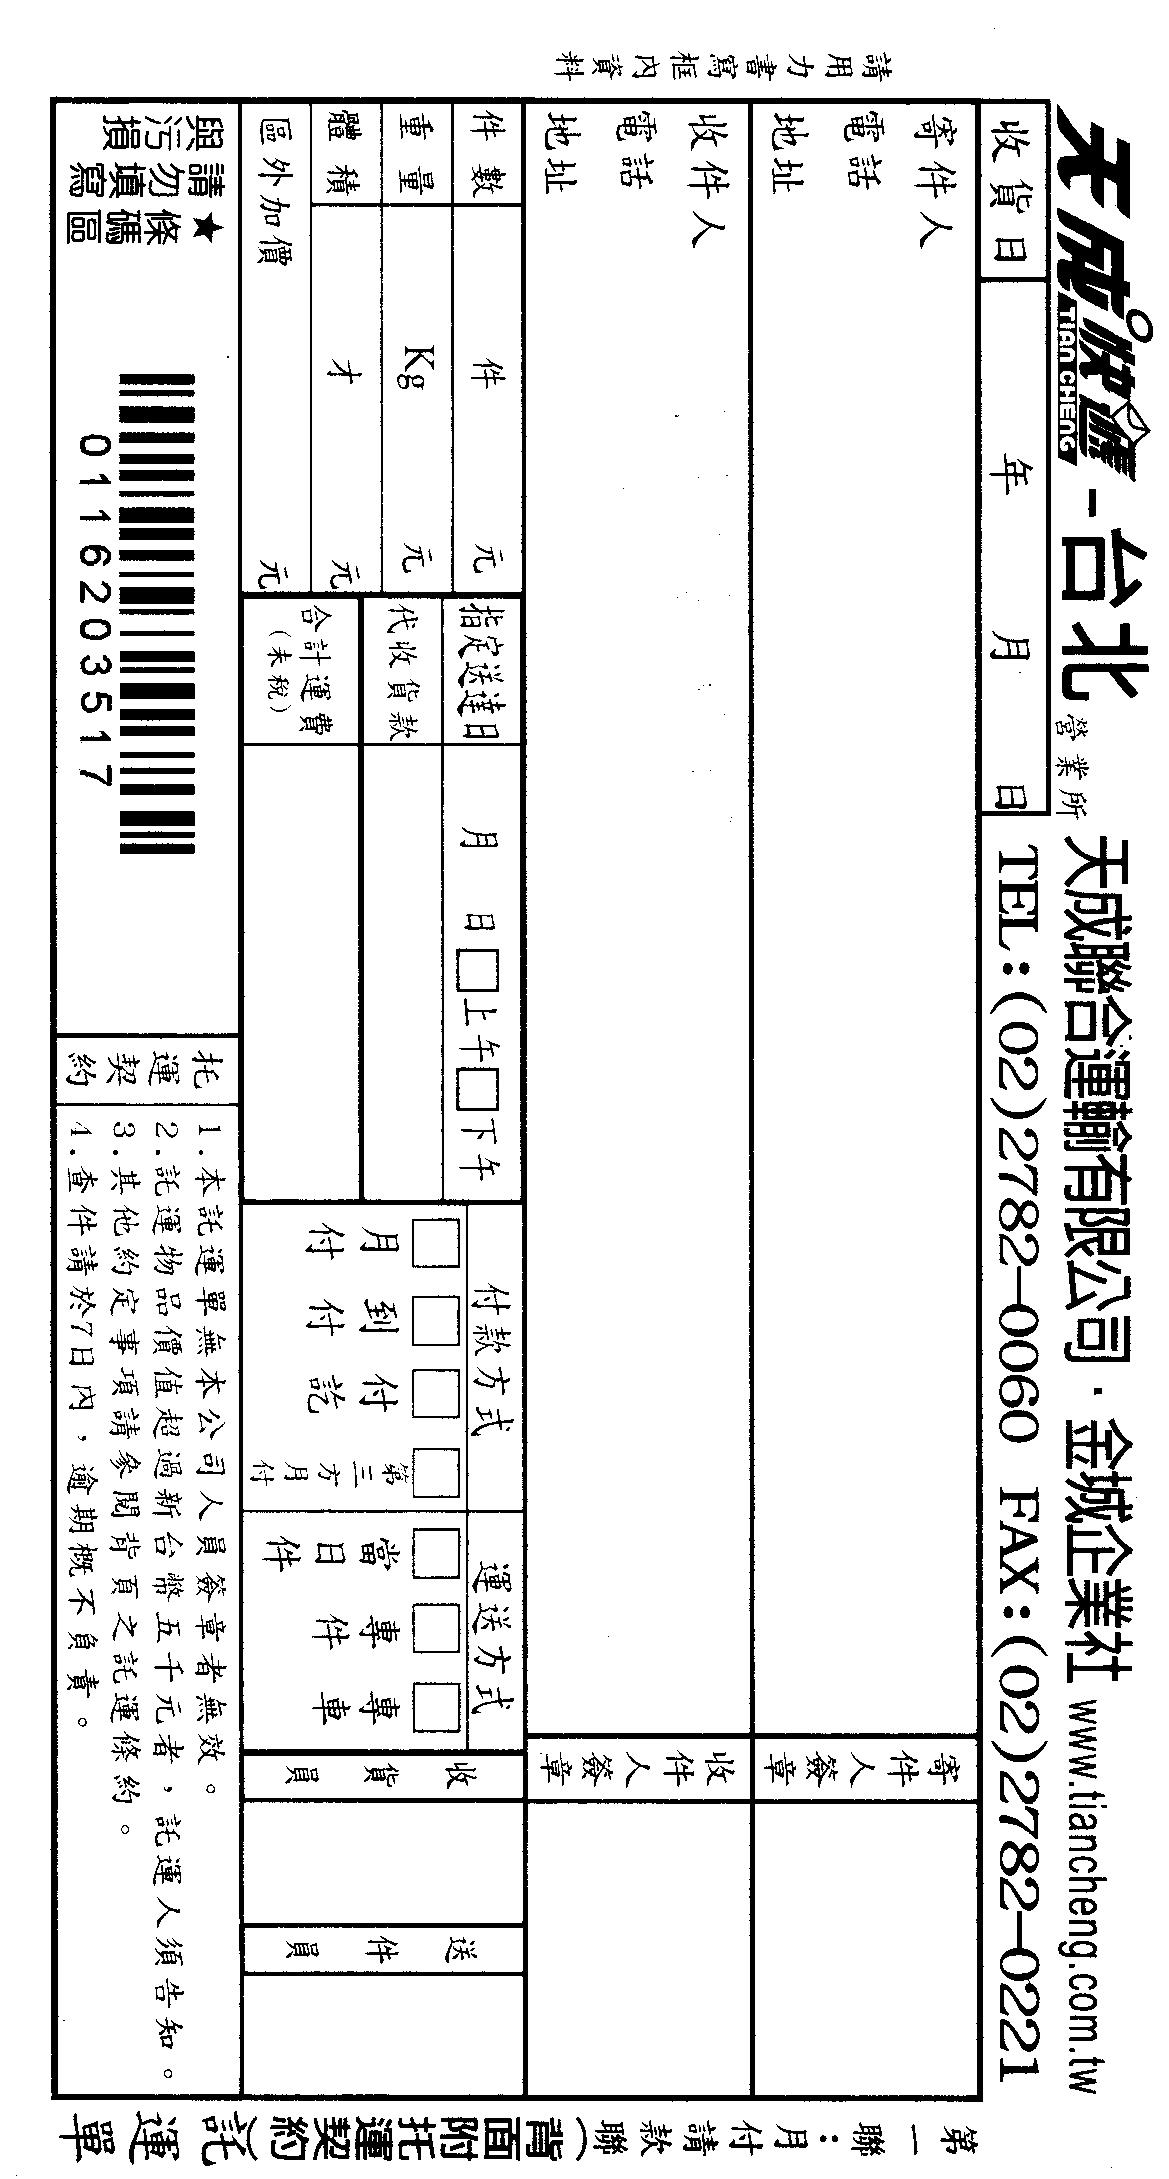 天成快遞-台北營業所 天成聯合運輸有限公司·金城企業社 www.tiancheng.com.tw
TIAN CHENG
收貨日 年 月 日 TEL:(02)2782-0060 FAX:(02)2782-0221
請用力書寫框內資料
寄件人
電話
地址
寄件人簽章
收件人
電話
地址
收件人簽章
件數 件 元
重量 Kg 元
體積 才 元
區外加價 元
指定送達日 月 日 □上午□下午
代收貨款
合計運費
(未稅)
付款方式
□月付
□到付
□付訖
□第三方月付
運送方式
□當日件
□專件
□專車
收貨員
送件員
★條碼區
請勿填寫
與污損
0116203517
托運契約
1.本託運單無本公司人員簽章者無效。
2.託運物品價值超過新台幣五千元者，託運人須告知。
3.其他約定事項請參閱背頁之託運條約。
4.查件請於7日內，逾期概不負責。
第一聯:月付請款聯(背面附托運契約)託運單